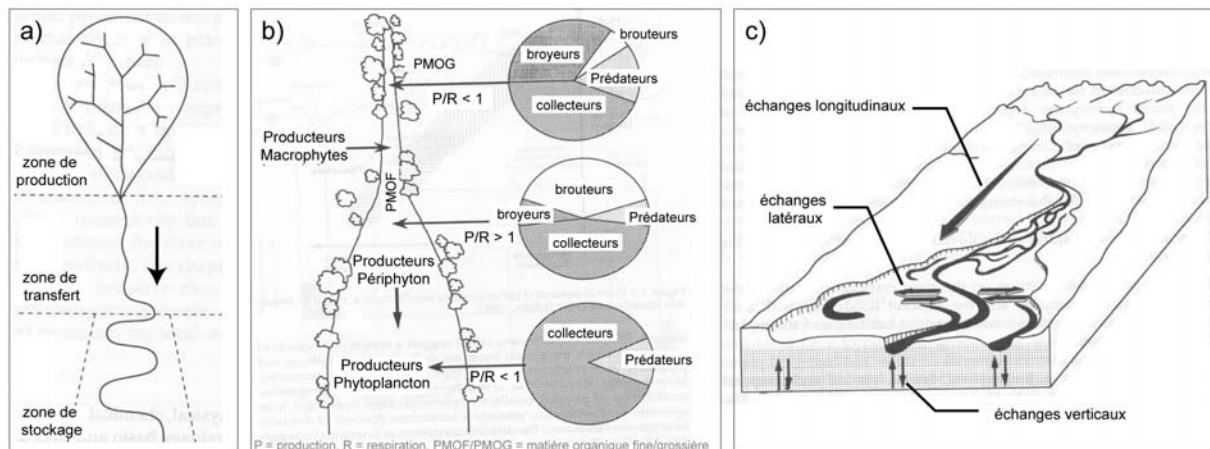 a)
zone de
production
zone de
transfert
zone de
stockage
b)
PMOG
P/R < 1
broyeurs
brouteurs
Prédateurs
collecteurs
Producteurs
Macrophytes
PMOF
brouteurs
broyeurs
Prédateurs
collecteurs
P/R > 1
Producteurs
Périphyton
collecteurs
Prédateurs
Producteurs
Phytoplancton
P/R < 1
P = production, R = respiration, PMOF/PMOG = matière organique fine/grossière
c)
échanges longitudinaux
échanges
latéraux
échanges verticaux